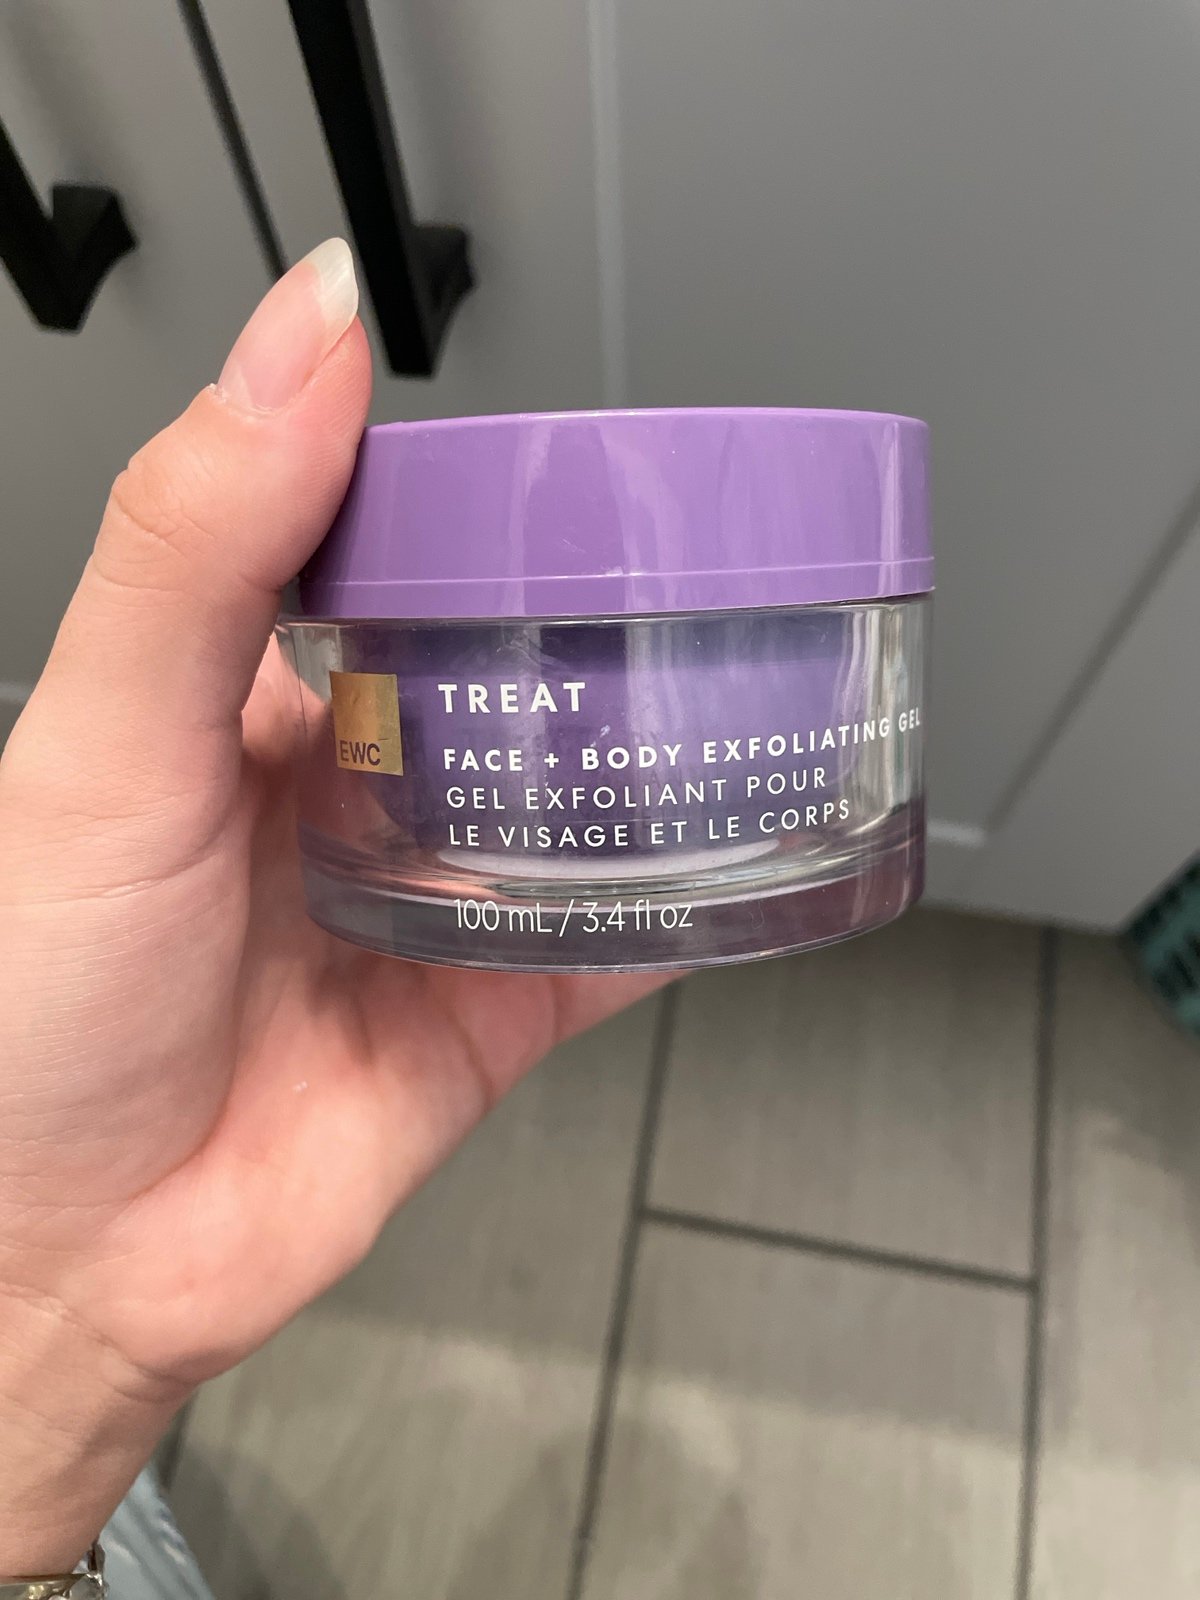 EWC
TREAT
FACE + BODY EXFOLIATING GEL
GEL EXFOLIANT POUR
LE VISAGE ET LE CORPS
100 mL / 3.4 fl oz